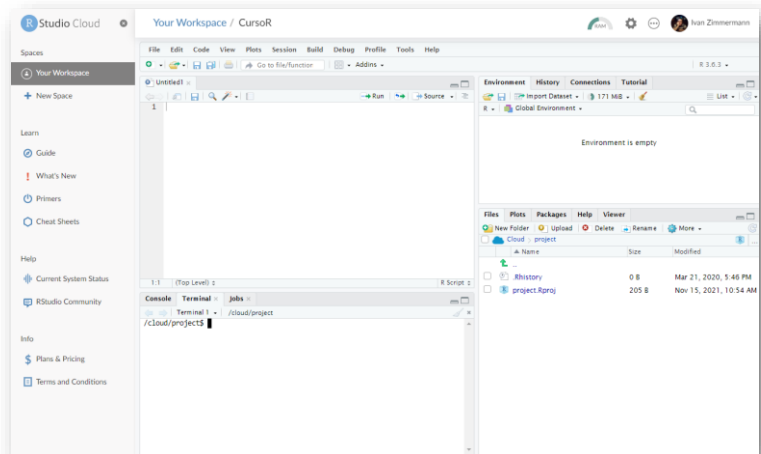 R Studio Cloud
Your Workspace / CursoR
RAM
Ivan Zimmermann
Spaces
Your Workspace
New Space
Learn
Guide
What's New
Primers
Cheat Sheets
Help
Current System Status
RStudio Community
Info
Plans & Pricing
Terms and Conditions
File Edit Code View Plots Session Build Debug Profile Tools Help
Go to file/function Addins
R 3.6.3
Untitled1
Run Source
1
1:1 (Top Level) R Script
Console Terminal Jobs
Terminal 1 /cloud/project
/cloud/project$
Environment History Connections Tutorial
Import Dataset 171 MiB List
R Global Environment
Environment is empty
Files Plots Packages Help Viewer
New Folder Upload Delete Rename More
Cloud project
Name Size Modified
..
.Rhistory 0 B Mar 21, 2020, 5:46 PM
project.Rproj 205 B Nov 15, 2021, 10:54 AM